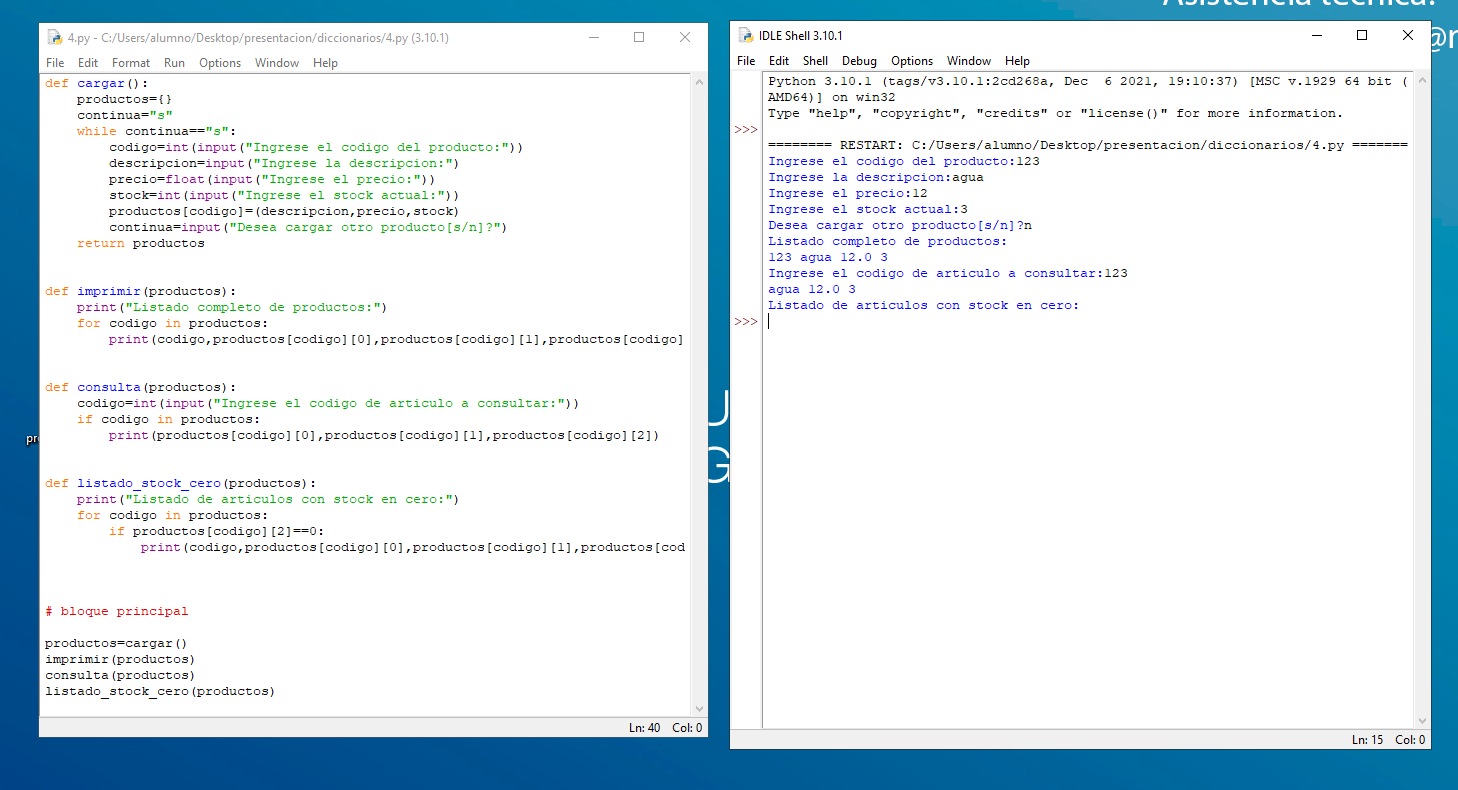 Asistencia técnica:
4.py - C:/Users/alumno/Desktop/presentacion/diccionarios/4.py (3.10.1)
File Edit Format Run Options Window Help
def cargar():
    productos={}
    continua="s"
    while continua=="s":
        codigo=int(input("Ingrese el codigo del producto:"))
        descripcion=input("Ingrese la descripcion:")
        precio=float(input("Ingrese el precio:"))
        stock=int(input("Ingrese el stock actual:"))
        productos[codigo]=(descripcion,precio,stock)
        continua=input("Desea cargar otro producto[s/n]?")
    return productos
def imprimir(productos):
    print("Listado completo de productos:")
    for codigo in productos:
        print(codigo,productos[codigo][0],productos[codigo][1],productos[codigo]
def consulta(productos):
    codigo=int(input("Ingrese el codigo de articulo a consultar:"))
    if codigo in productos:
        print(productos[codigo][0],productos[codigo][1],productos[codigo][2])
def listado_stock_cero(productos):
    print("Listado de articulos con stock en cero:")
    for codigo in productos:
        if productos[codigo][2]==0:
            print(codigo,productos[codigo][0],productos[codigo][1],productos[cod
# bloque principal
productos=cargar()
imprimir(productos)
consulta(productos)
listado_stock_cero(productos)
Ln: 40 Col: 0
IDLE Shell 3.10.1
File Edit Shell Debug Options Window Help
Python 3.10.1 (tags/v3.10.1:2cd268a, Dec  6 2021, 19:10:37) [MSC v.1929 64 bit (
AMD64)] on win32
Type "help", "copyright", "credits" or "license()" for more information.
>>>
======== RESTART: C:/Users/alumno/Desktop/presentacion/diccionarios/4.py =======
Ingrese el codigo del producto:123
Ingrese la descripcion:agua
Ingrese el precio:12
Ingrese el stock actual:3
Desea cargar otro producto[s/n]?n
Listado completo de productos:
123 agua 12.0 3
Ingrese el codigo de articulo a consultar:123
agua 12.0 3
Listado de articulos con stock en cero:
>>>
Ln: 15 Col: 0